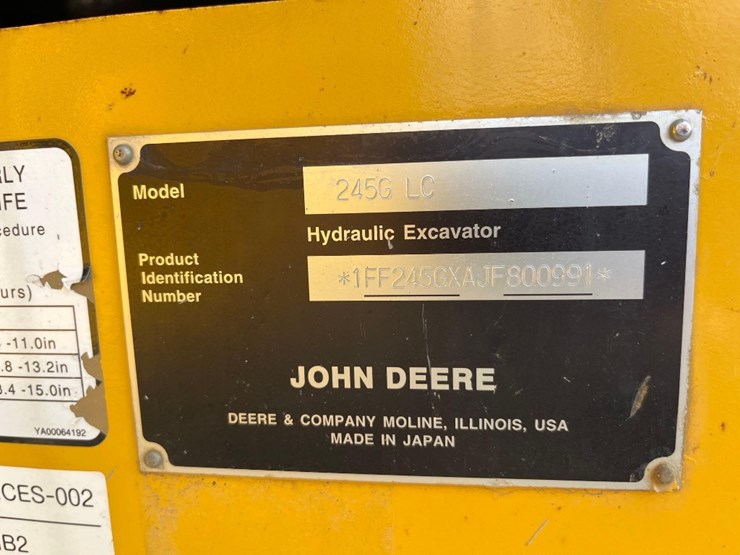 LY
FE
cedure
urs)
-11.0in
.8 -13.2in
.4 -15.0in
YA00064192
CES-002
B2
Model
245G LC
Hydraulic Excavator
Product
Identification
Number
*1FF245GXAJF800991*
JOHN DEERE
DEERE & COMPANY MOLINE, ILLINOIS, USA
MADE IN JAPAN